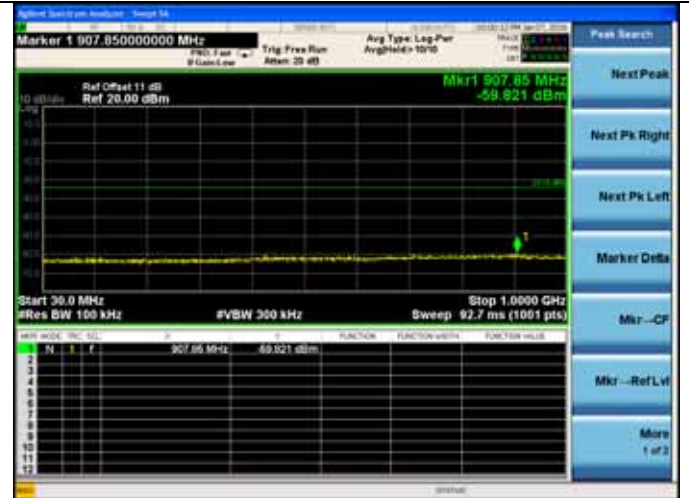 Agilent Spectrum Analyzer - Swept SA
Marker 1 907.850000000 MHz
PNO: Fast
IFGain:Low
Trig: Free Run
Atten: 20 dB
Avg Type: Log-Pwr
Avg|Hold:> 10/10
Peak Search
Ref Offset 11 dB
10 dB/div Ref 20.00 dBm
Log
Mkr1 907.85 MHz
-59.821 dBm
1
Start 30.0 MHz
Stop 1.0000 GHz
#Res BW 100 kHz
#VBW 300 kHz
Sweep 92.7 ms (1001 pts)
MKR MODE TRC SCL X Y FUNCTION FUNCTION WIDTH FUNCTION VALUE
1 N 1 f 907.85 MHz -59.821 dBm
2
3
4
5
6
7
8
9
10
11
12
Next Peak
Next Pk Right
Next Pk Left
Marker Delta
Mkr→CF
Mkr→Ref Lvl
More
1 of 2
MSG
STATUS